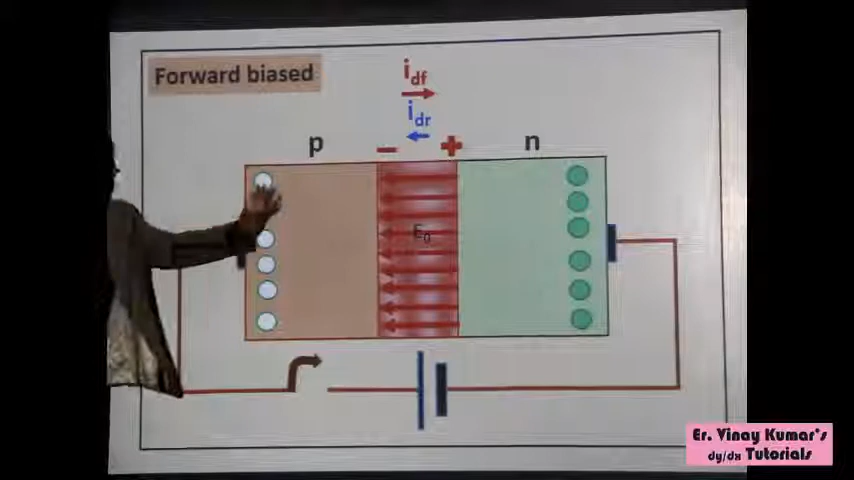 Forward biased
idf
idr
p
−
+
n
E0
Er. Vinay Kumar's
dy/dx Tutorials